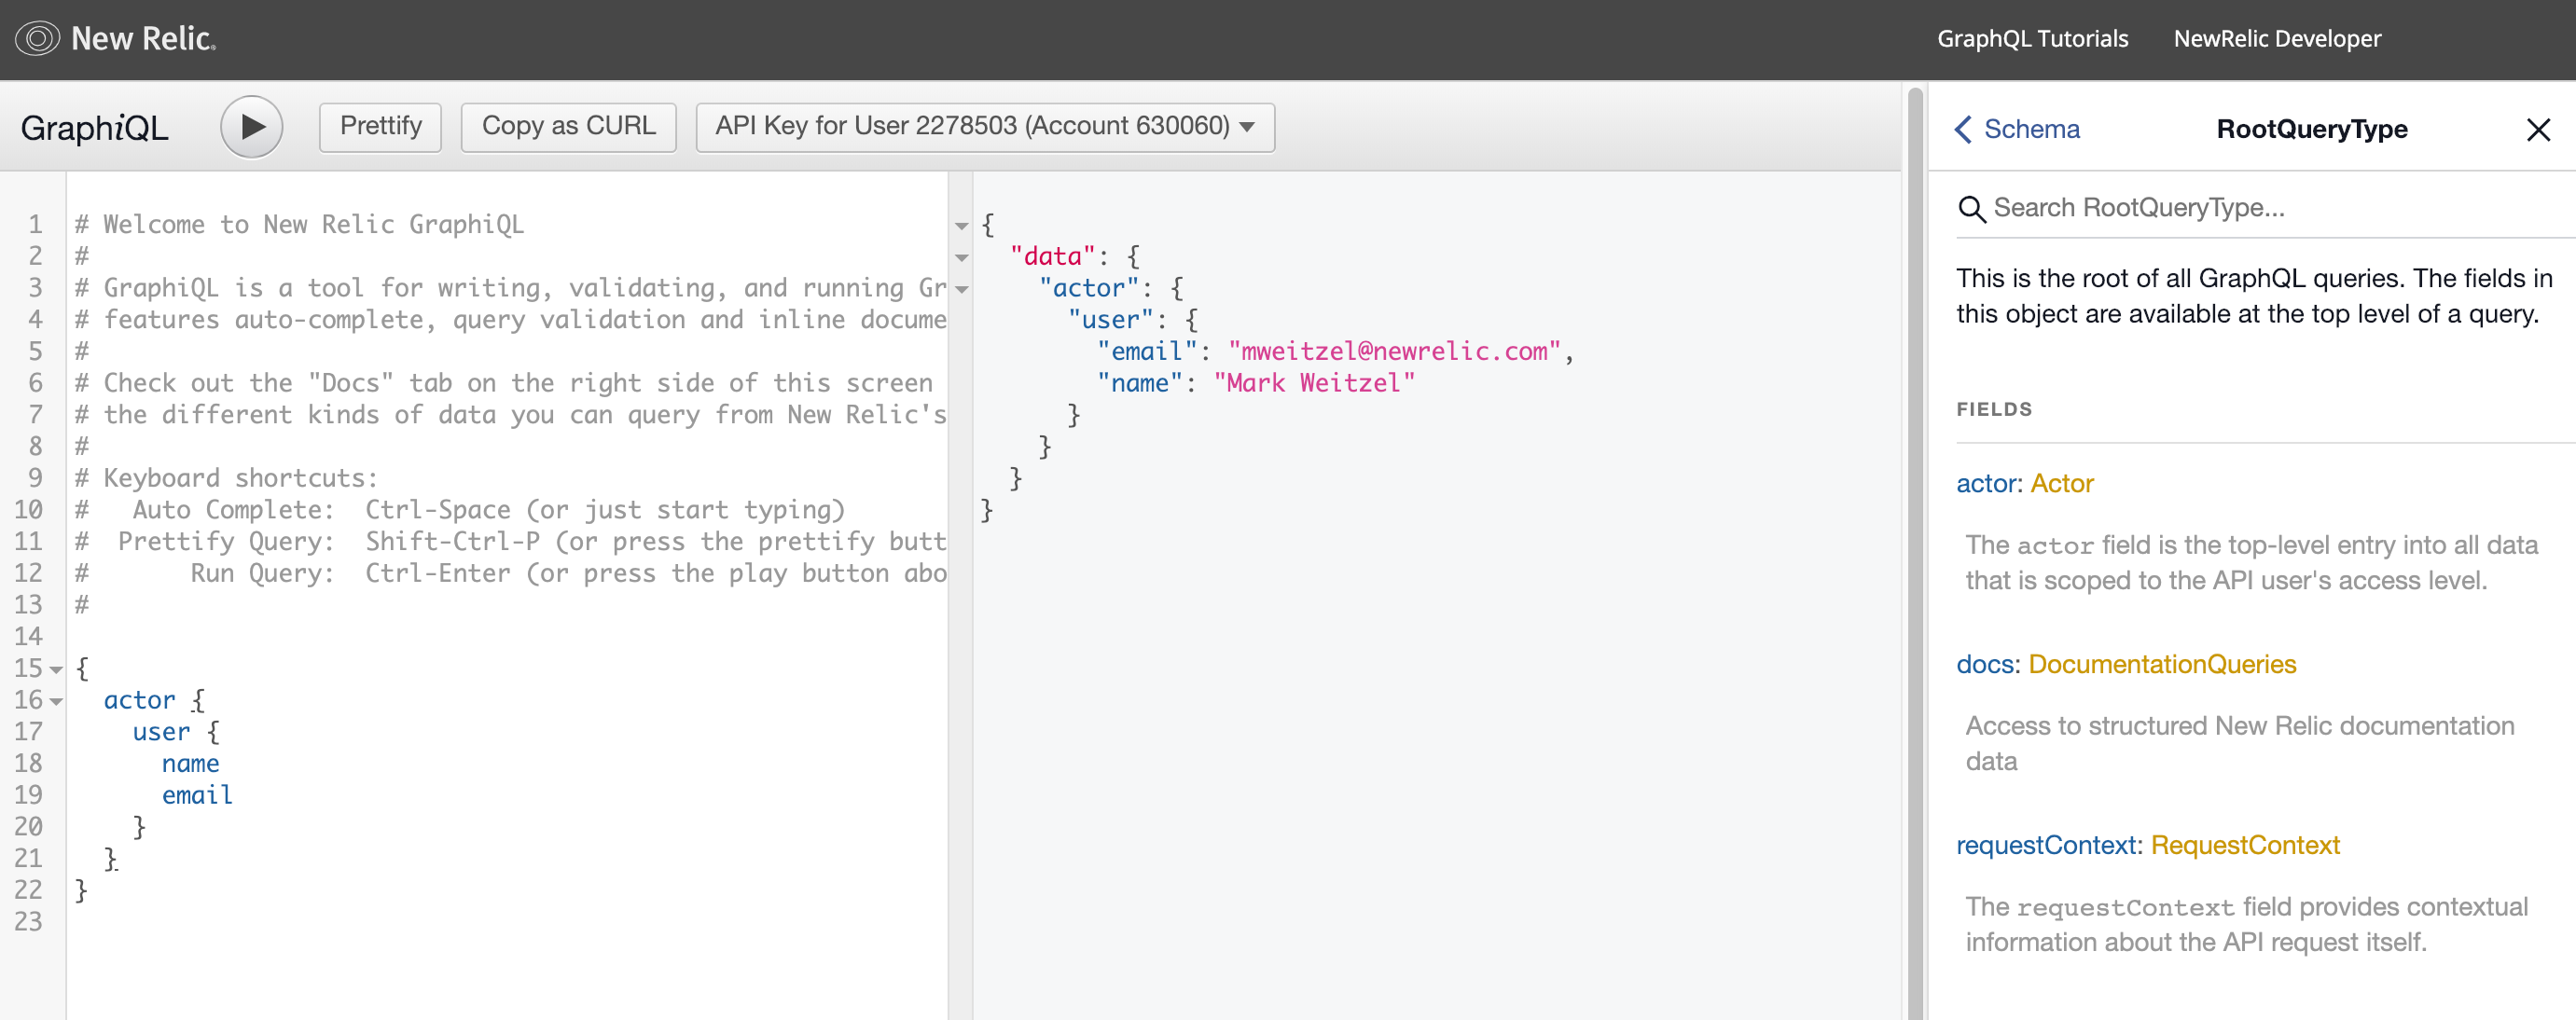 New Relic.
GraphQL Tutorials
NewRelic Developer
GraphiQL
Prettify
Copy as CURL
API Key for User 2278503 (Account 630060)
1 # Welcome to New Relic GraphiQL
2 #
3 # GraphiQL is a tool for writing, validating, and running Gr
4 # features auto-complete, query validation and inline docume
5 #
6 # Check out the "Docs" tab on the right side of this screen
7 # the different kinds of data you can query from New Relic's
8 #
9 # Keyboard shortcuts:
10 #   Auto Complete:  Ctrl-Space (or just start typing)
11 #  Prettify Query:  Shift-Ctrl-P (or press the prettify butt
12 #       Run Query:  Ctrl-Enter (or press the play button abo
13 #
14
15 {
16   actor {
17     user {
18       name
19       email
20     }
21   }
22 }
23
{
  "data": {
    "actor": {
      "user": {
        "email": "mweitzel@newrelic.com",
        "name": "Mark Weitzel"
      }
    }
  }
}
Schema
RootQueryType
Search RootQueryType...
This is the root of all GraphQL queries. The fields in
this object are available at the top level of a query.
FIELDS
actor: Actor
The actor field is the top-level entry into all data
that is scoped to the API user's access level.
docs: DocumentationQueries
Access to structured New Relic documentation
data
requestContext: RequestContext
The requestContext field provides contextual
information about the API request itself.